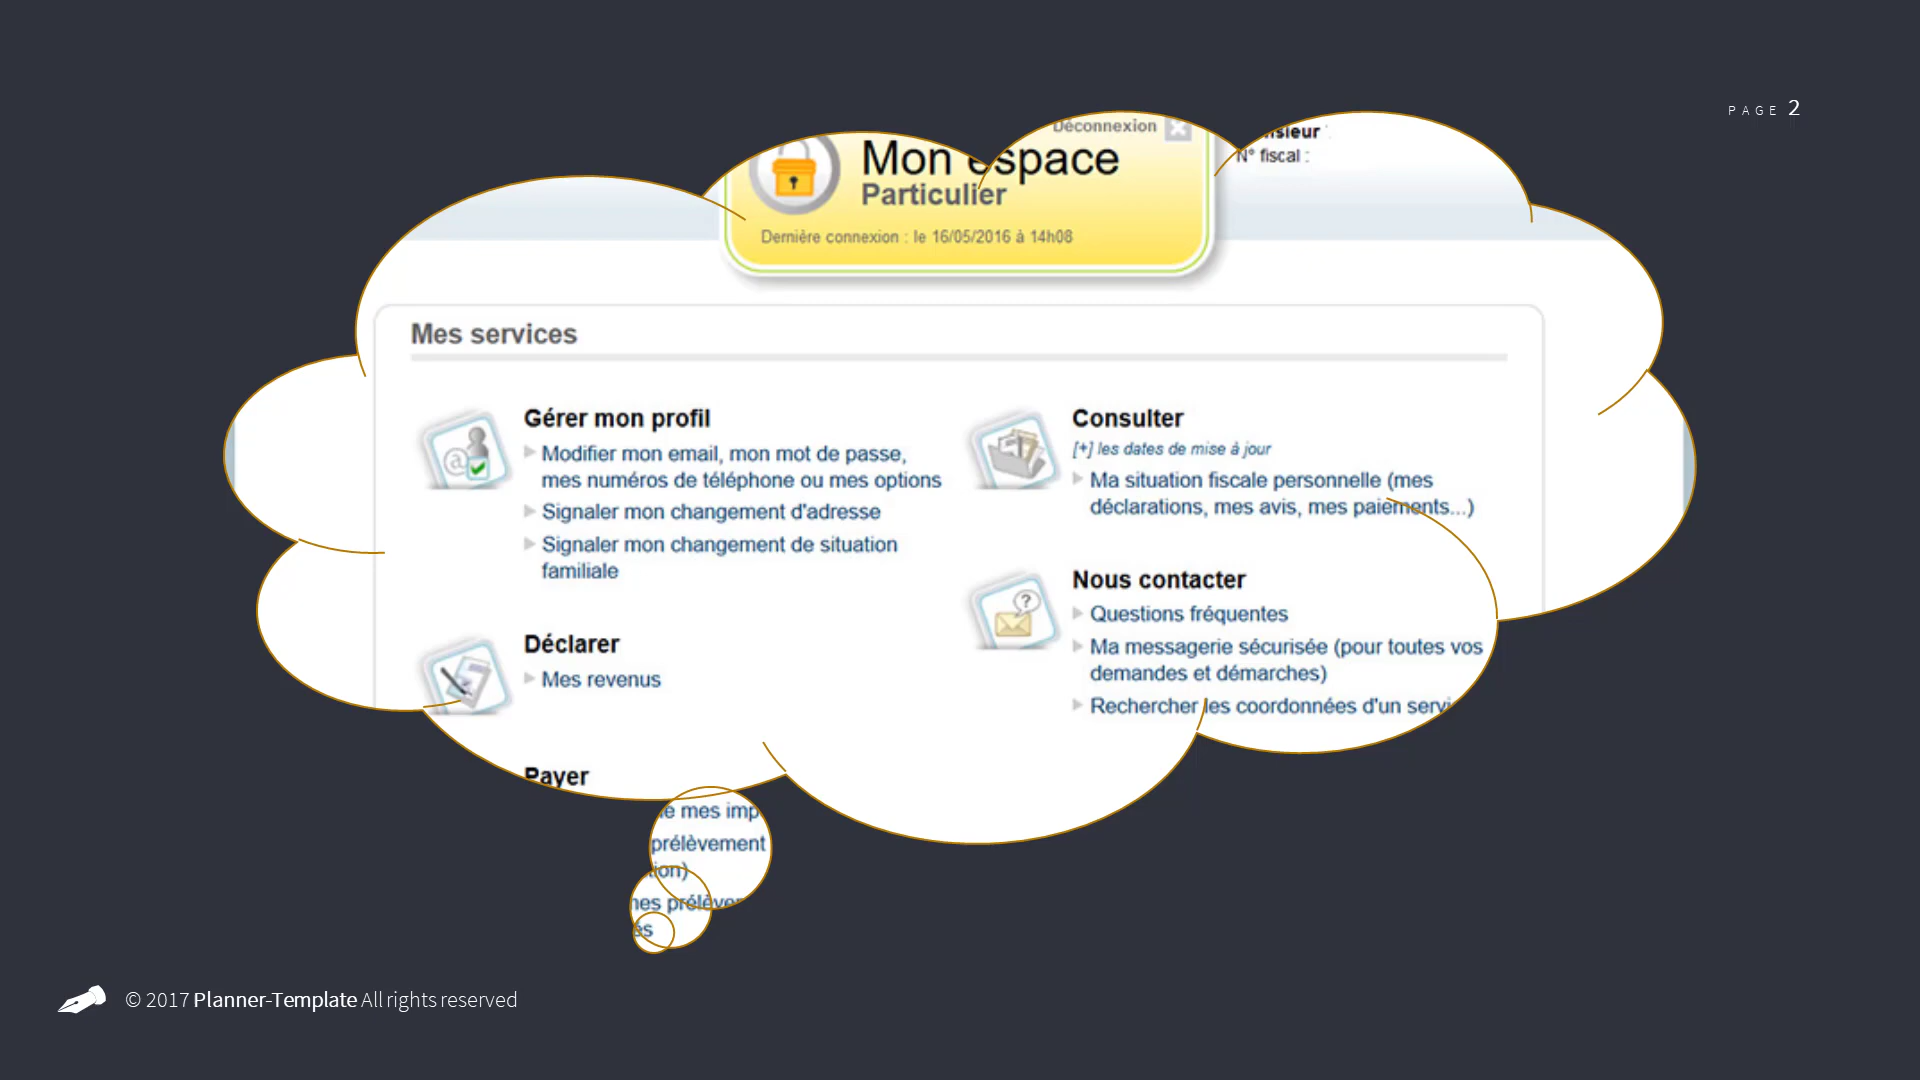 PAGE 2
Déconnexion
Mon espace
Particulier
Dernière connexion : le 16/05/2016 à 14h08
N° fiscal :
Mes services
Gérer mon profil
Modifier mon email, mon mot de passe,
mes numéros de téléphone ou mes options
Signaler mon changement d'adresse
Signaler mon changement de situation
familiale
Déclarer
Mes revenus
Payer
mes
prélèvement
Consulter
[+] les dates de mise à jour
Ma situation fiscale personnelle (mes
déclarations, mes avis, mes paiements...)
Nous contacter
Questions fréquentes
Ma messagerie sécurisée (pour toutes vos
demandes et démarches)
Rechercher les coordonnées d'un
© 2017 Planner-Template All rights reserved